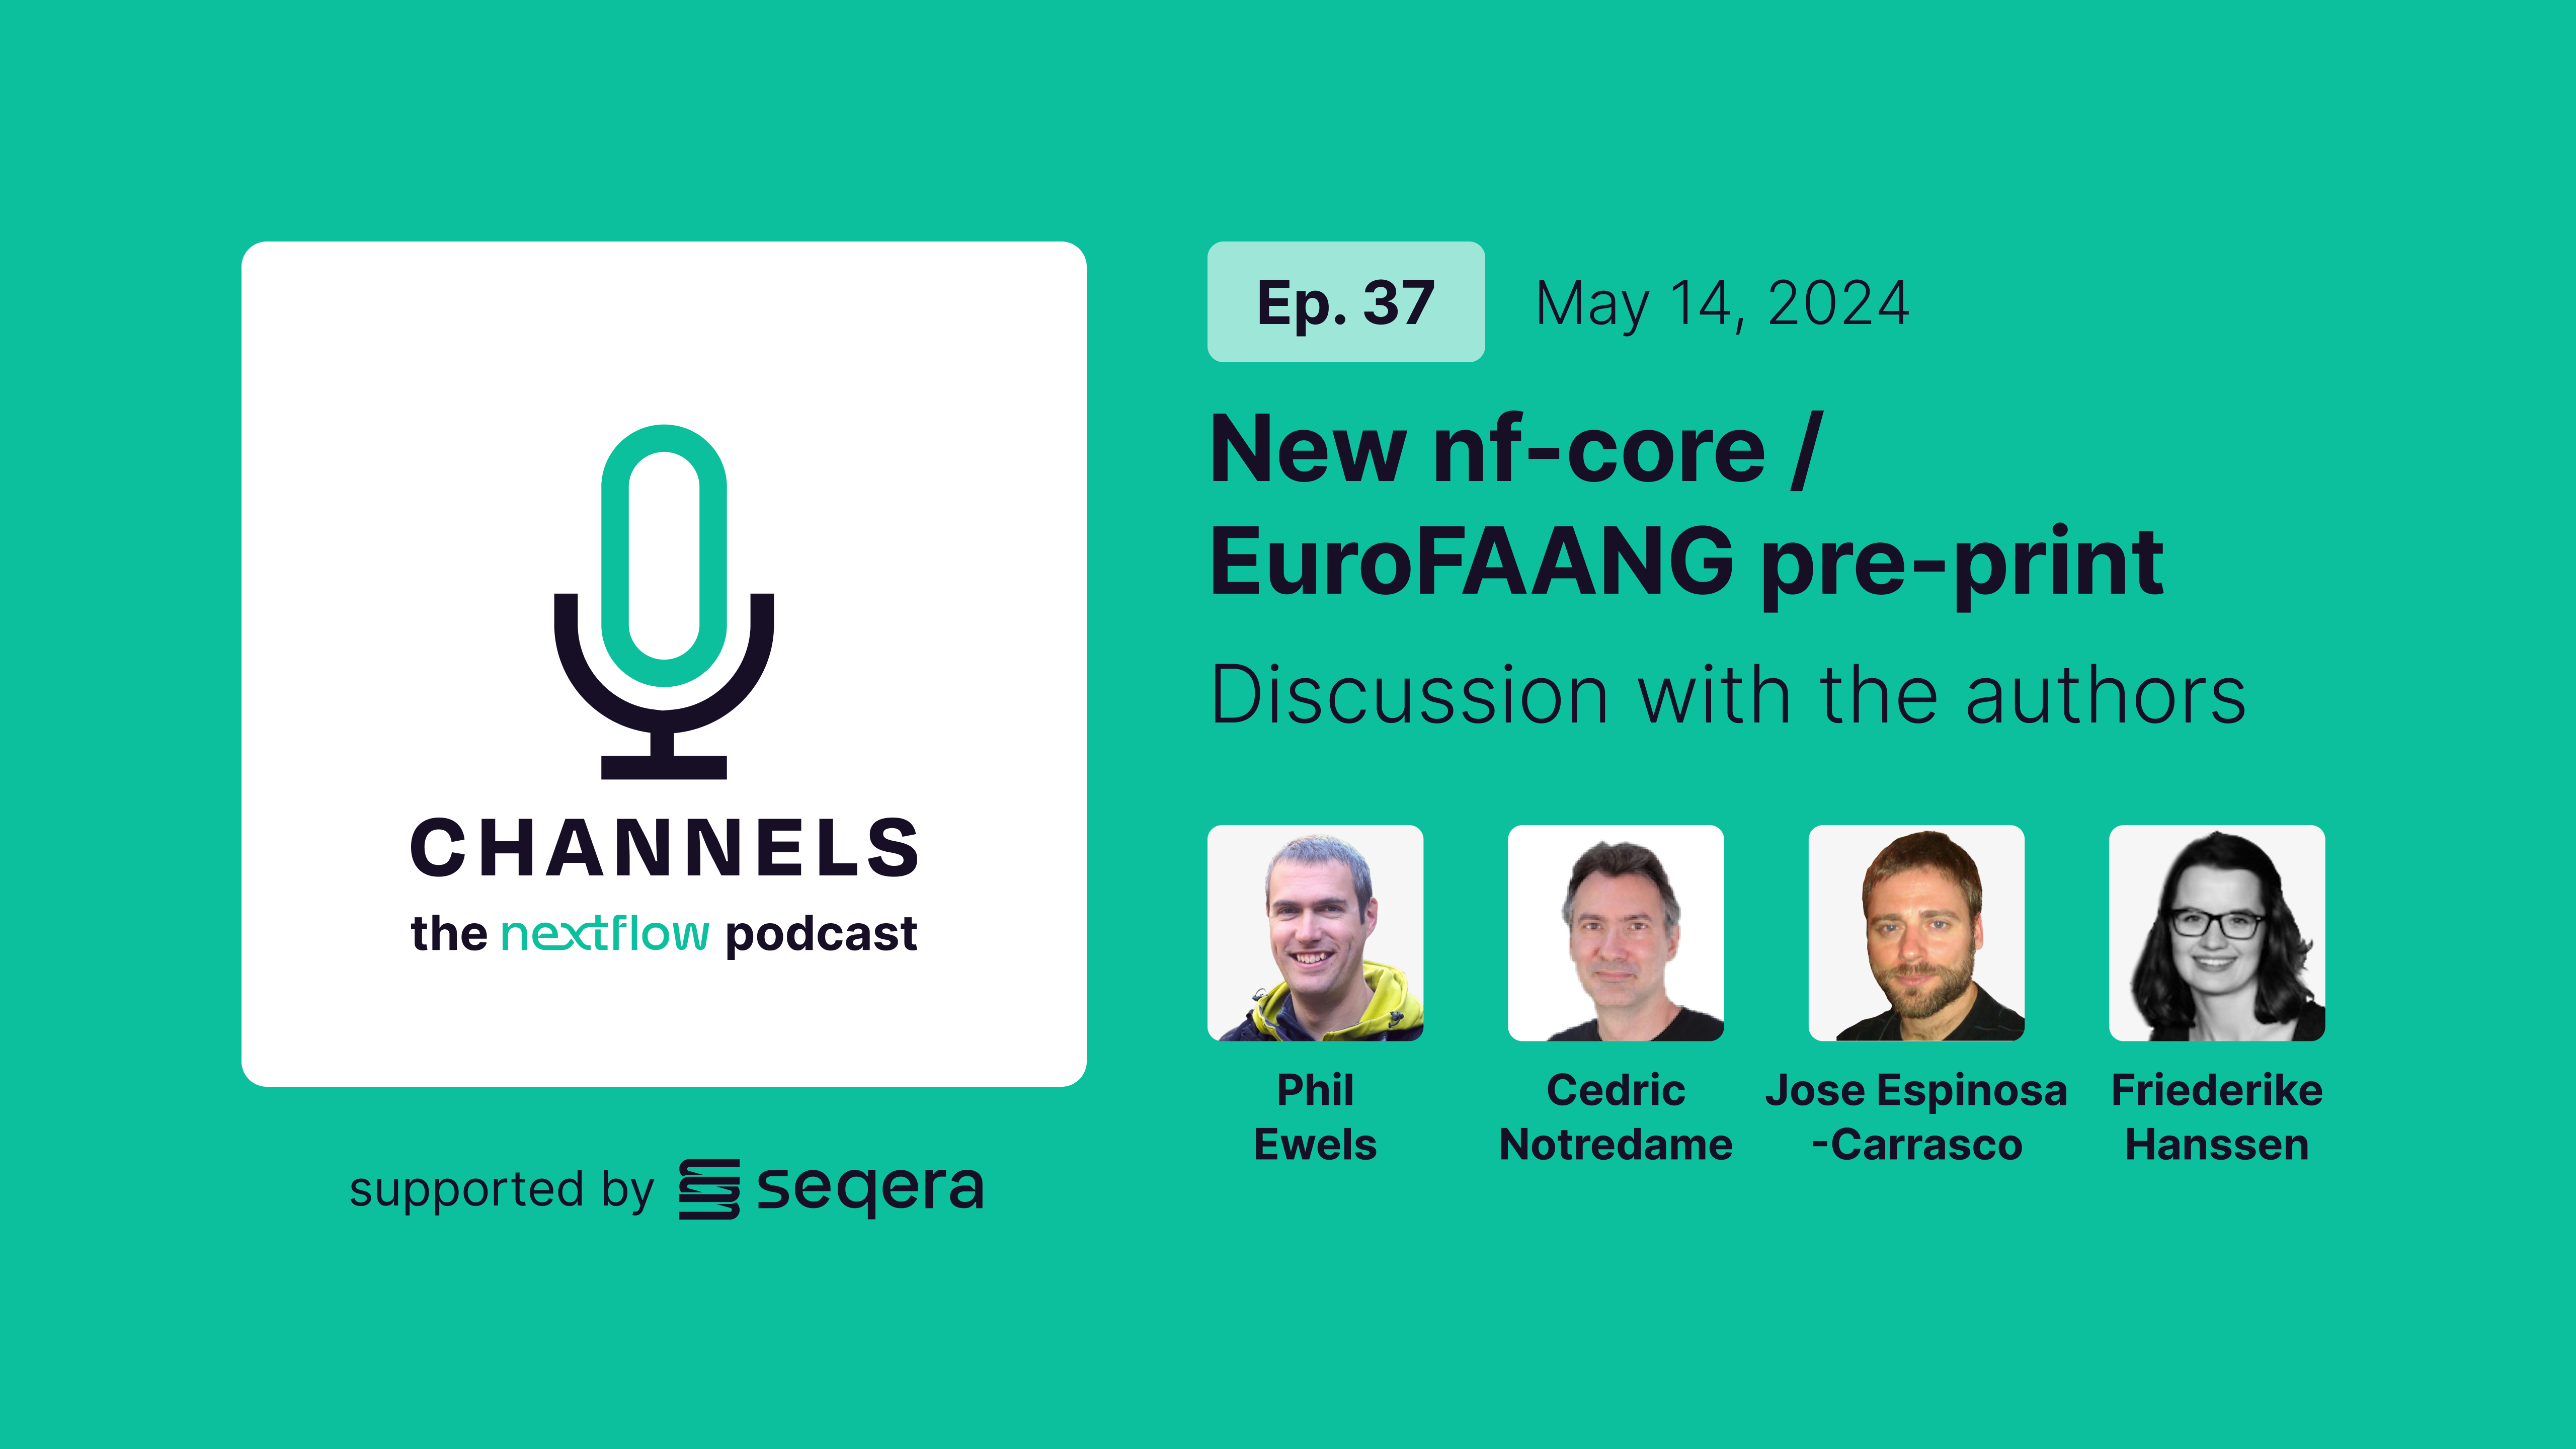 CHANNELS
the nextflow podcast
supported by seqera
Ep. 37
May 14, 2024
New nf-core /
EuroFAANG pre-print
Discussion with the authors
Phil
Ewels
Cedric
Notredame
Jose Espinosa
-Carrasco
Friederike
Hanssen